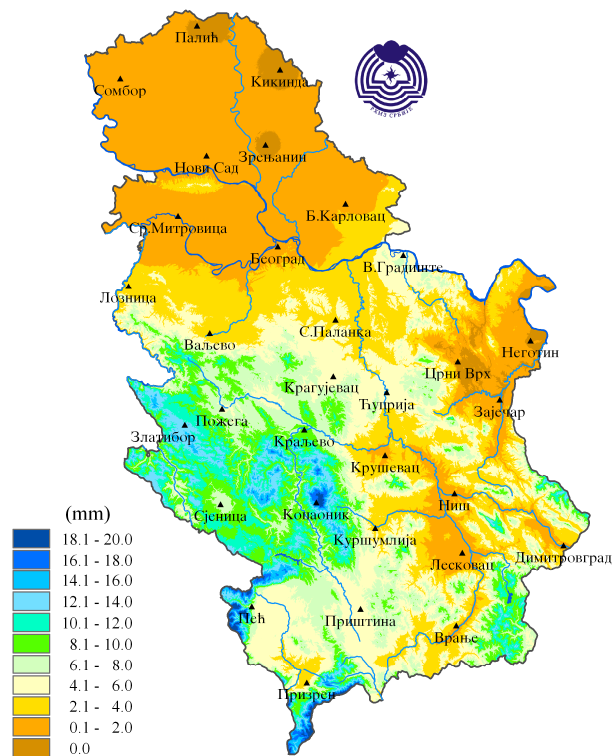 Палић
Кикинда
Сомбор
Зрењанин
Нови Сад
Б.Карловац
Ср.Митровица
Београд
В.Градиште
Лозница
С.Паланка
Ваљево
Неготин
Црни Врх
Крагујевац
Ћуприја
Зајечар
Пожега
Златибор
Краљево
Крушевац
Ниш
Сјеница
Копаоник
Куршумлија
Димитровград
Лесковац
Пећ
Приштина
Врање
Призрен
РХМЗ СРБИЈЕ
(mm)
18.1 - 20.0
16.1 - 18.0
14.1 - 16.0
12.1 - 14.0
10.1 - 12.0
8.1 - 10.0
6.1 - 8.0
4.1 - 6.0
2.1 - 4.0
0.1 - 2.0
0.0